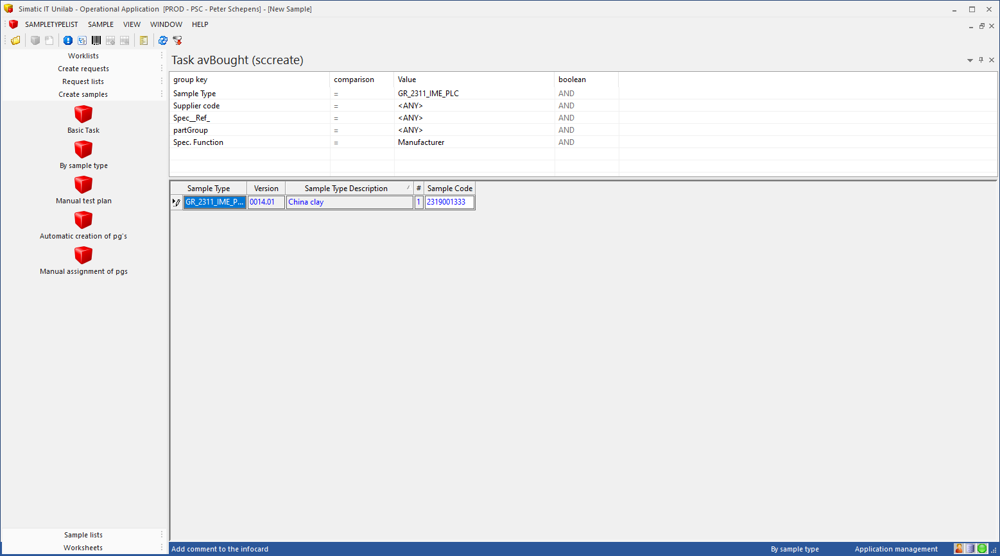 Simatic IT Unilab - Operational Application [PROD - PSC - Peter Schepens] - [New Sample]
SAMPLETYPELIST SAMPLE VIEW WINDOW HELP
Worklists
Create requests
Request lists
Create samples
Basic Task
By sample type
Manual test plan
Automatic creation of pg's
Manual assignment of pgs
Sample lists
Worksheets
Task avBought (sccreate)
group key comparison Value boolean
Sample Type = GR_2311_IME_PLC AND
Supplier code = <ANY> AND
Spec__Ref_ = <ANY> AND
partGroup = <ANY> AND
Spec. Function = Manufacturer AND
Sample Type Version Sample Type Description # Sample Code
GR_2311_IME_P... 0014.01 China clay 1 2319001333
Add comment to the infocard By sample type Application management